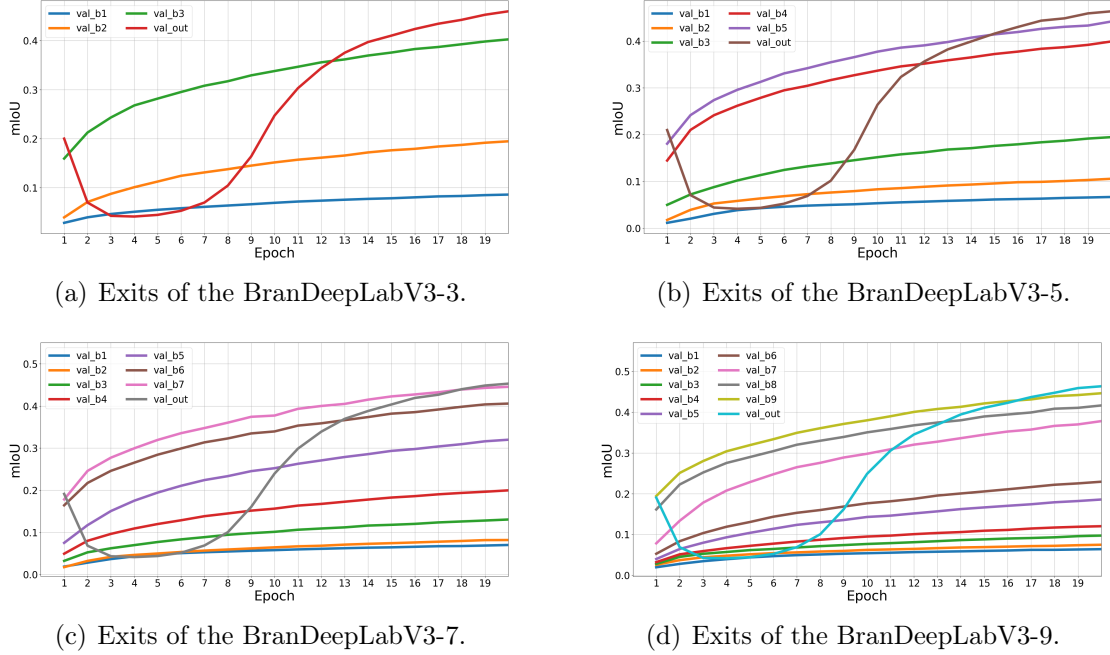 val_b1
val_b2
val_b3
val_out
mIoU
0.4
0.3
0.2
0.1
1 2 3 4 5 6 7 8 9 10 11 12 13 14 15 16 17 18 19
Epoch
(a) Exits of the BranDeepLabV3-3.
val_b1
val_b2
val_b3
val_b4
val_b5
val_out
mIoU
0.4
0.3
0.2
0.1
0.0
1 2 3 4 5 6 7 8 9 10 11 12 13 14 15 16 17 18 19
Epoch
(b) Exits of the BranDeepLabV3-5.
val_b1
val_b2
val_b3
val_b4
val_b5
val_b6
val_b7
val_out
mIoU
0.5
0.4
0.3
0.2
0.1
0.0
1 2 3 4 5 6 7 8 9 10 11 12 13 14 15 16 17 18 19
Epoch
(c) Exits of the BranDeepLabV3-7.
val_b1
val_b2
val_b3
val_b4
val_b5
val_b6
val_b7
val_b8
val_b9
val_out
mIoU
0.5
0.4
0.3
0.2
0.1
0.0
1 2 3 4 5 6 7 8 9 10 11 12 13 14 15 16 17 18 19
Epoch
(d) Exits of the BranDeepLabV3-9.